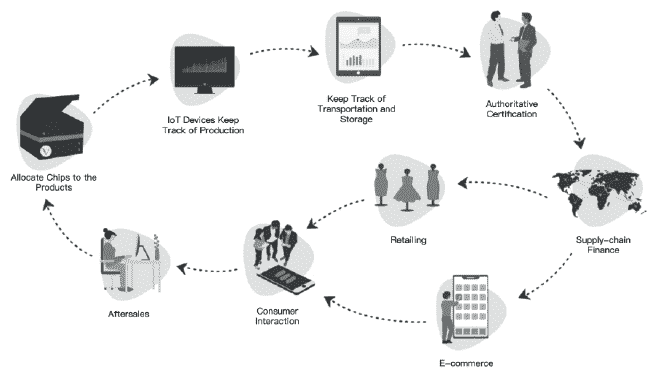 IoT Devices Keep
Track of Production
Keep Track of
Transportation and
Storage
Authoritative
Certification
Allocate Chips to the
Products
Retailing
Supply-chain
Finance
Aftersales
Consumer
Interaction
E-commerce